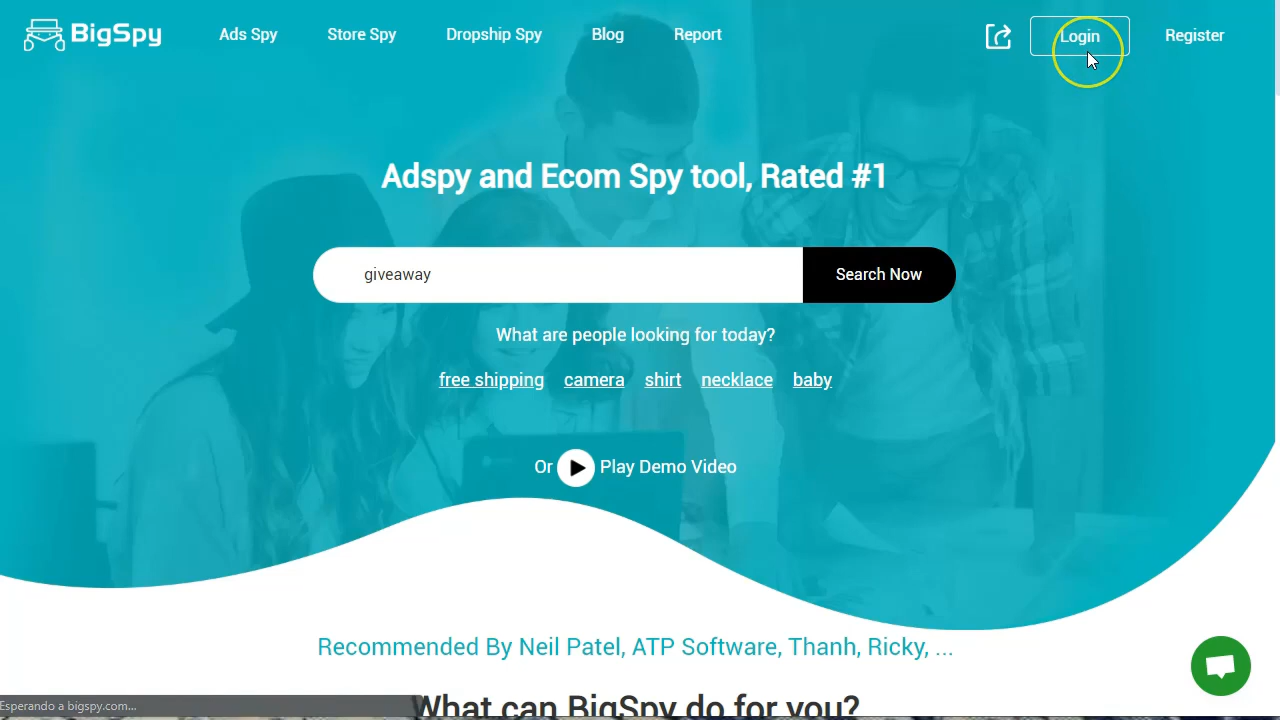 BigSpy
Ads Spy
Store Spy
Dropship Spy
Blog
Report
Login
Register
Adspy and Ecom Spy tool, Rated #1
giveaway
Search Now
What are people looking for today?
free shipping camera shirt necklace baby
Or Play Demo Video
Recommended By Neil Patel, ATP Software, Thanh, Ricky, ...
What can BigSpy do for you?
Esperando a bigspy.com...